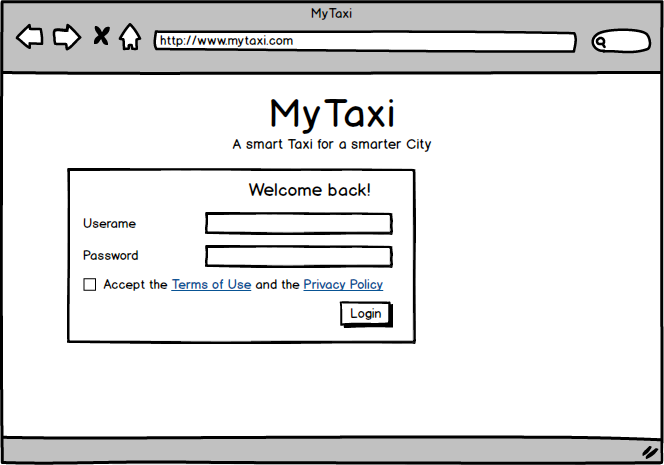 MyTaxi
http://www.mytaxi.com
MyTaxi
A smart Taxi for a smarter City
Welcome back!
Userame
Password
Accept the Terms of Use and the Privacy Policy
Login